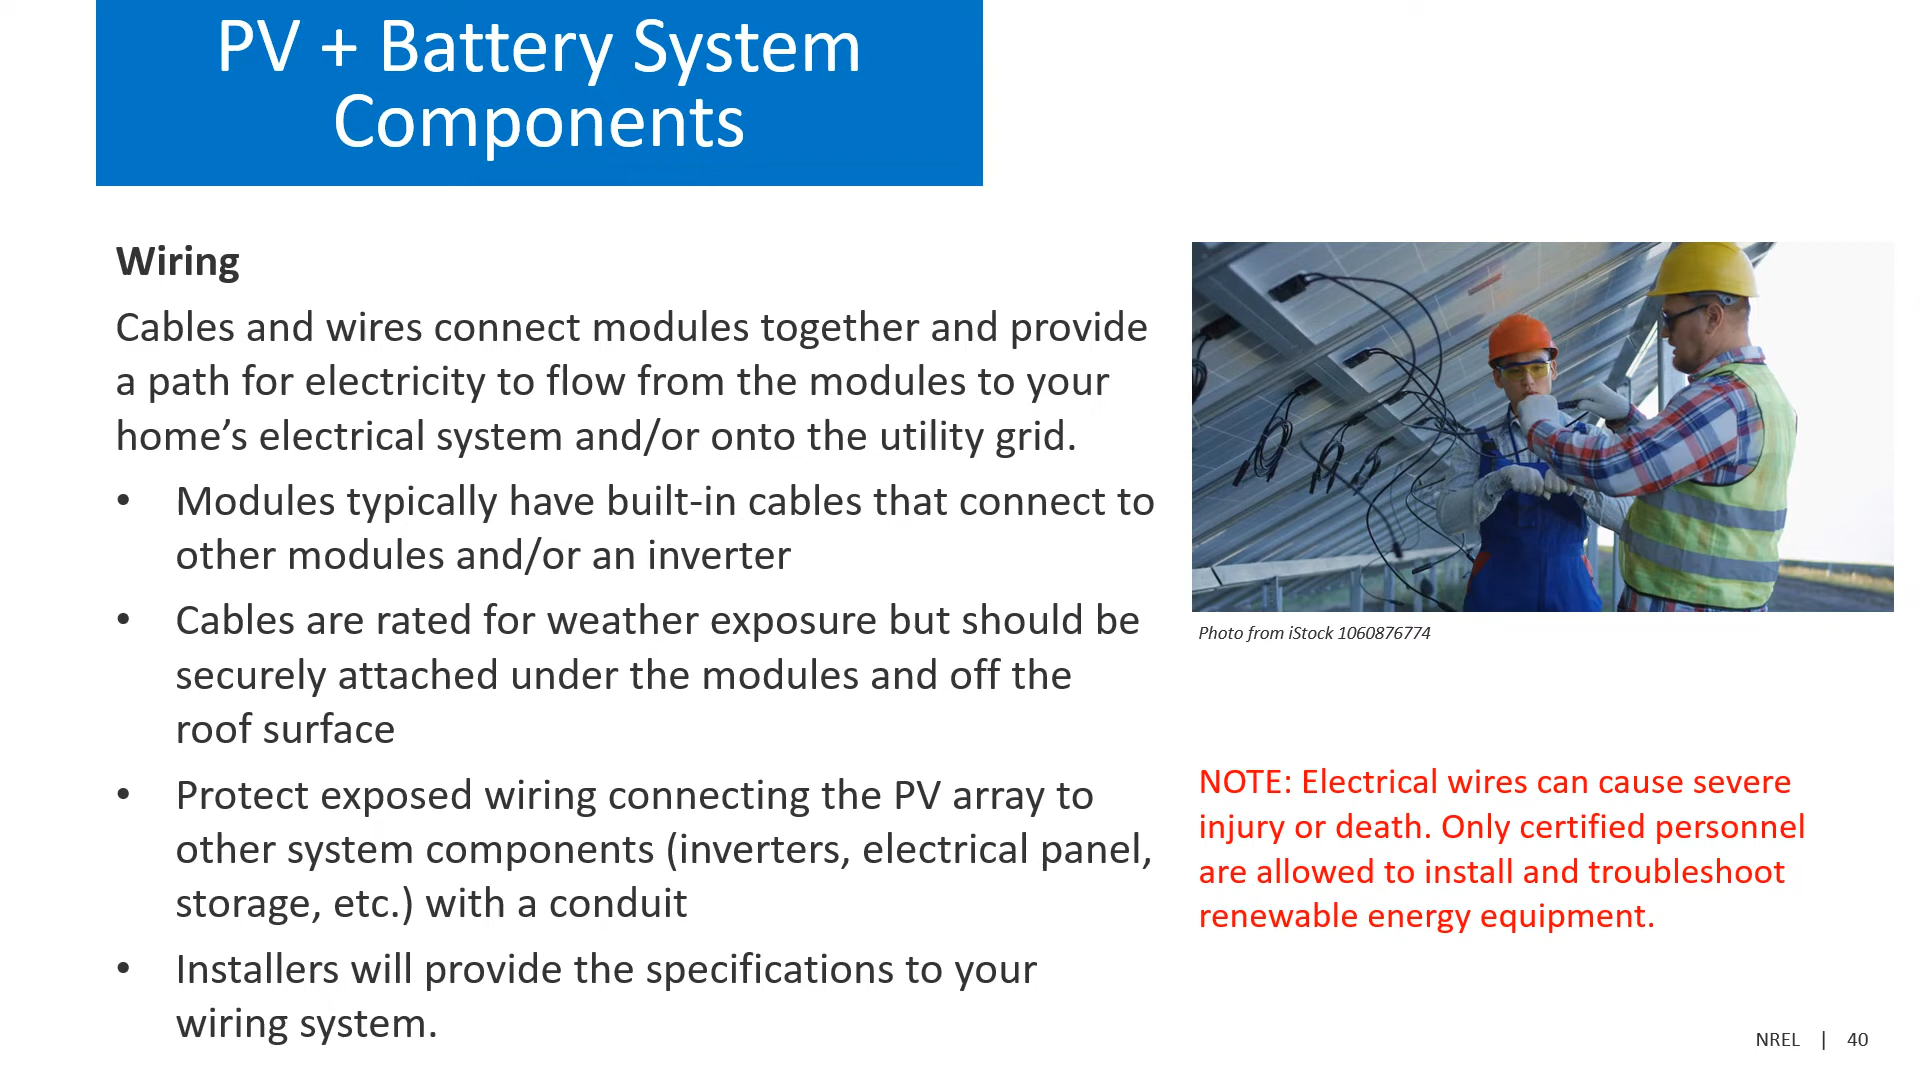 PV + Battery System
Components
Wiring
Cables and wires connect modules together and provide
a path for electricity to flow from the modules to your
home’s electrical system and/or onto the utility grid.
• Modules typically have built-in cables that connect to
other modules and/or an inverter
• Cables are rated for weather exposure but should be
securely attached under the modules and off the
roof surface
• Protect exposed wiring connecting the PV array to
other system components (inverters, electrical panel,
storage, etc.) with a conduit
• Installers will provide the specifications to your
wiring system.
Photo from iStock 1060876774
NOTE: Electrical wires can cause severe
injury or death. Only certified personnel
are allowed to install and troubleshoot
renewable energy equipment.
NREL | 40